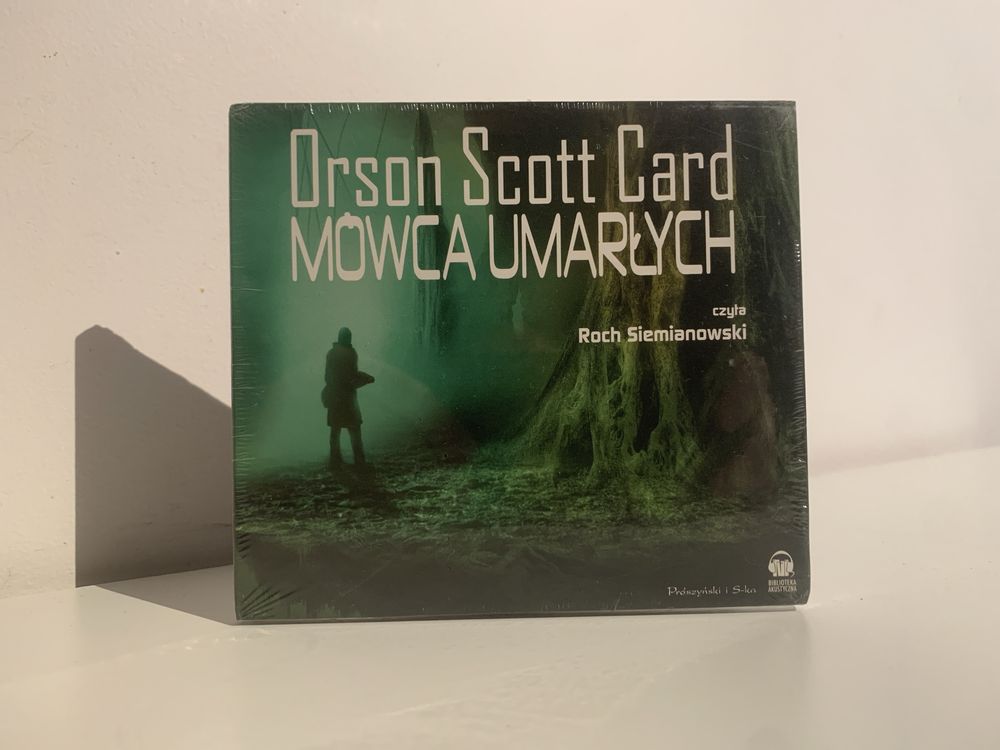 Orson Scott Card
MÓWCA UMARŁYCH
czyta
Roch Siemianowski
Prószyński i S-ka
BIBLIOTEKA
AKUSTYCZNA